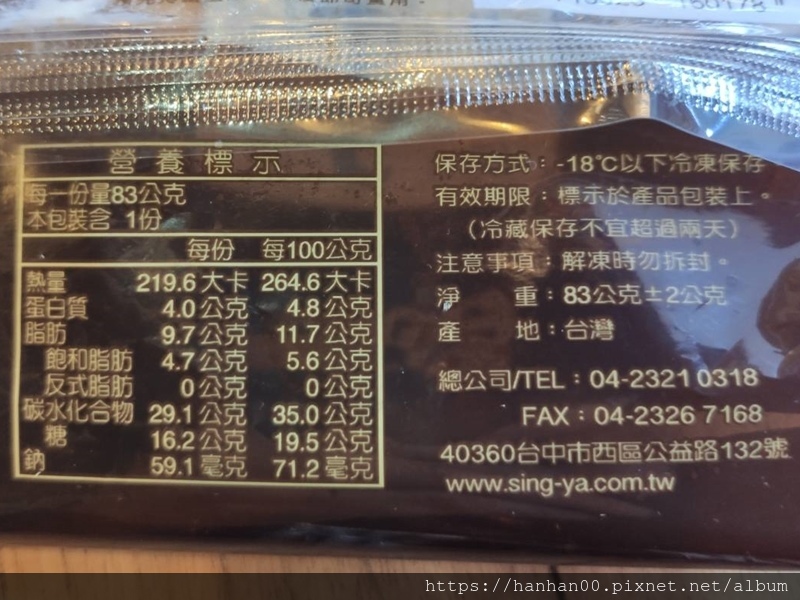 營養標示
每一份量83公克
本包裝含 1份
每份 每100公克
熱量 219.6大卡 264.6大卡
蛋白質 4.0公克 4.8公克
脂肪 9.7公克 11.7公克
飽和脂肪 4.7公克 5.6公克
反式脂肪 0公克 0公克
碳水化合物 29.1公克 35.0公克
糖 16.2公克 19.5公克
鈉 59.1毫克 71.2毫克
保存方式：-18℃以下冷凍保存
有效期限：標示於產品包裝上。
（冷藏保存不宜超過兩天）
注意事項：解凍時勿拆封。
淨 重：83公克±2公克
產 地：台灣
總公司/TEL：04-2321 0318
FAX：04-2326 7168
40360台中市西區公益路132號
www.sing-ya.com.tw
https://hanhan00.pixnet.net/album